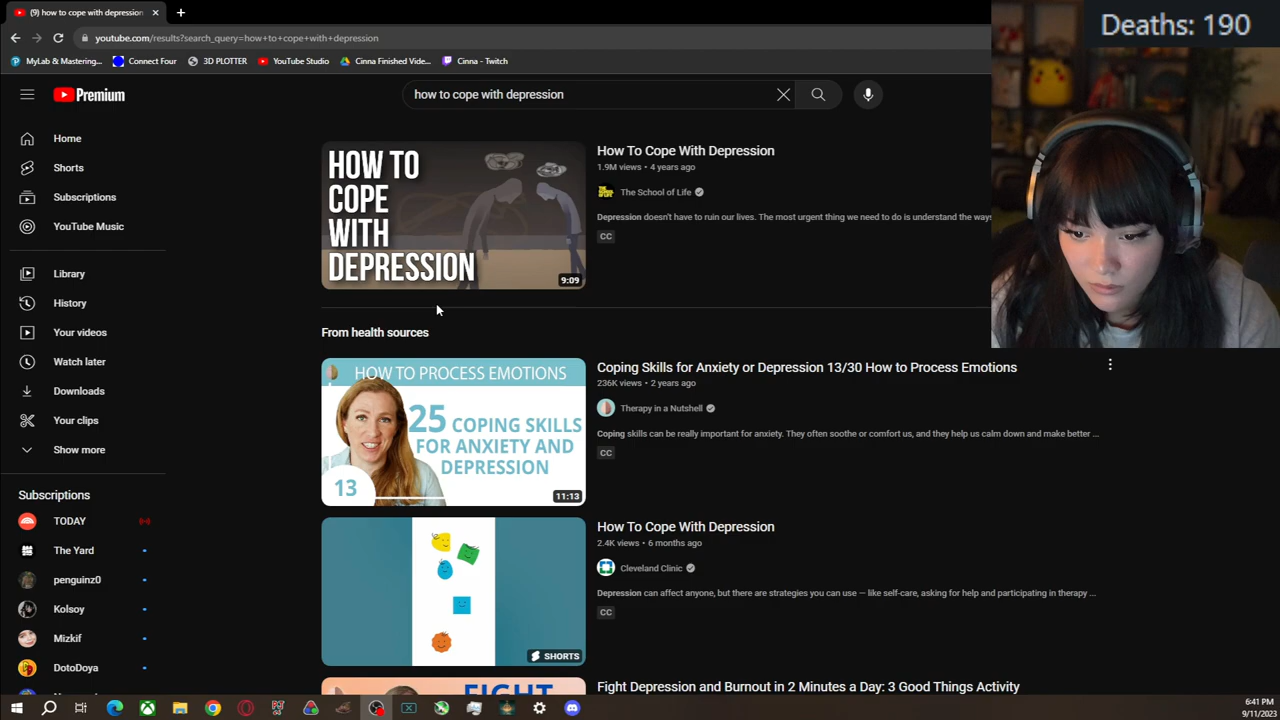 Deaths: 190
(9) how to cope with depression
youtube.com/results?search_query=how+to+cope+with+depression
MyLab & Mastering...
Connect Four
3D PLOTTER
YouTube Studio
Cinna Finished Vide...
Cinna - Twitch
Premium
how to cope with depression
Home
Shorts
Subscriptions
YouTube Music
Library
History
Your videos
Watch later
Downloads
Your clips
Show more
Subscriptions
TODAY
The Yard
penguinz0
Kolsoy
Mizkif
DotoDoya
HOW TO
COPE
WITH
DEPRESSION
9:09
How To Cope With Depression
1.9M views • 4 years ago
The School of Life
Depression doesn't have to ruin our lives. The most urgent thing we need to do is understand the ways
CC
From health sources
HOW TO PROCESS EMOTIONS
25 COPING SKILLS
FOR ANXIETY AND
DEPRESSION
13
11:13
Coping Skills for Anxiety or Depression 13/30 How to Process Emotions
236K views • 2 years ago
Therapy in a Nutshell
Coping skills can be really important for anxiety. They often soothe or comfort us, and they help us calm down and make better ...
CC
SHORTS
How To Cope With Depression
2.4K views • 6 months ago
Cleveland Clinic
Depression can affect anyone, but there are strategies you can use — like self-care, asking for help and participating in therapy ...
CC
FIGHT
Fight Depression and Burnout in 2 Minutes a Day: 3 Good Things Activity
6:41 PM
9/11/2023